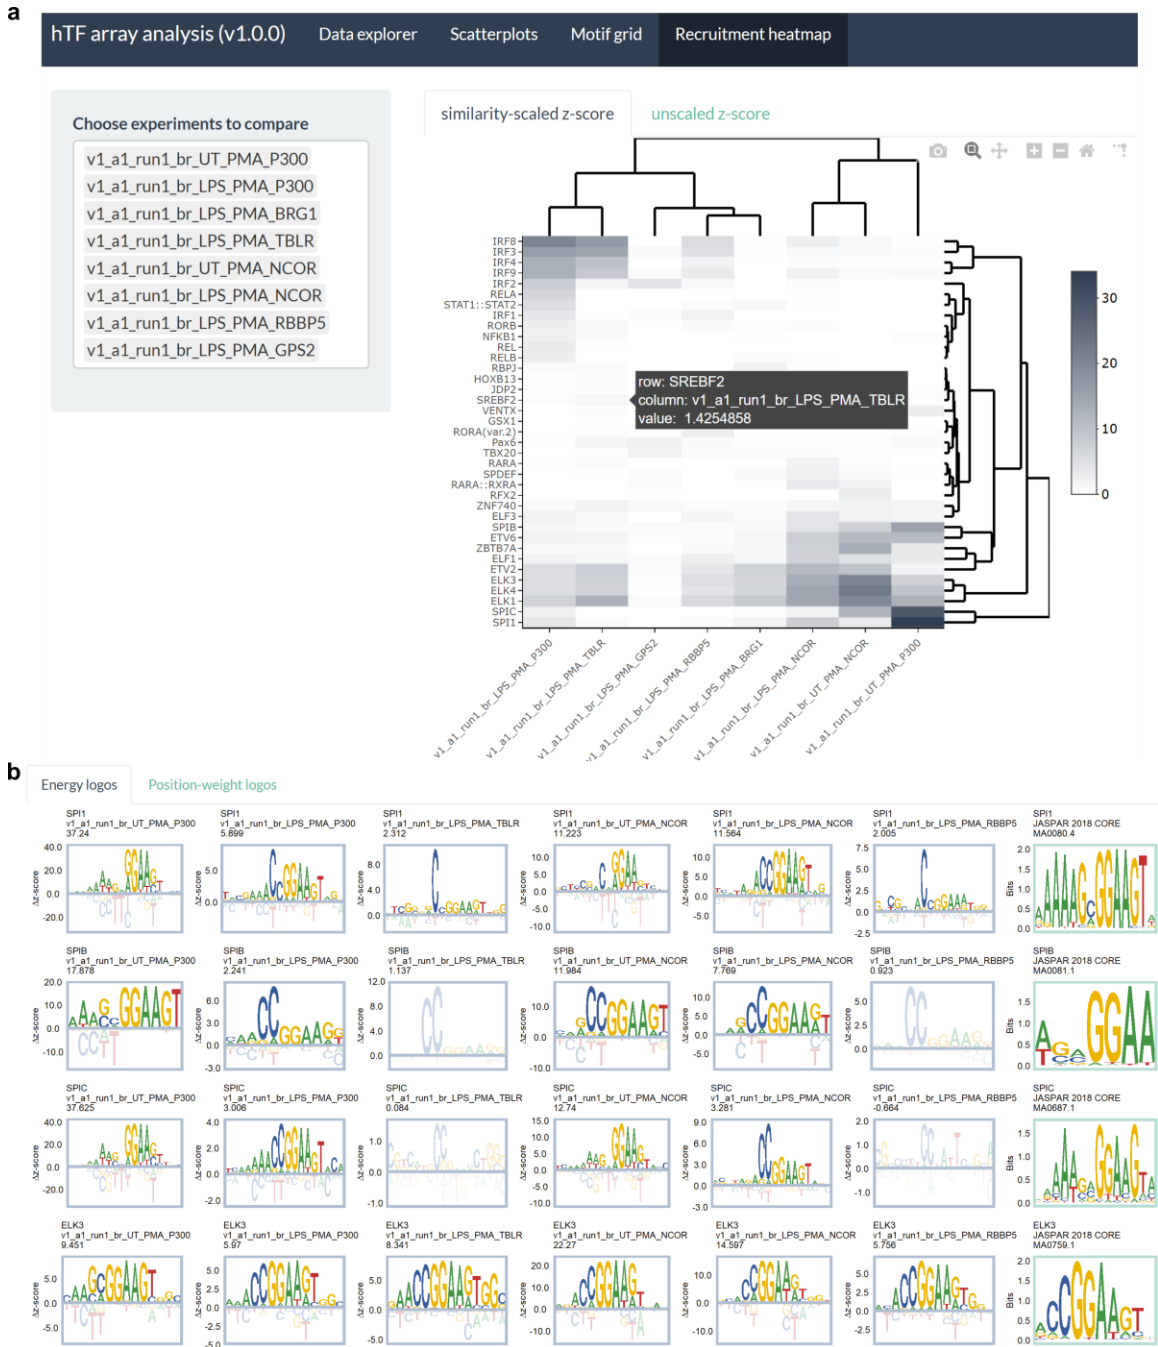 a
hTF array analysis (v1.0.0) Data explorer Scatterplots Motif grid Recruitment heatmap
Choose experiments to compare
v1_a1_run1_br_UT_PMA_P300
v1_a1_run1_br_LPS_PMA_P300
v1_a1_run1_br_LPS_PMA_BRG1
v1_a1_run1_br_LPS_PMA_TBLR
v1_a1_run1_br_UT_PMA_NCOR
v1_a1_run1_br_LPS_PMA_NCOR
v1_a1_run1_br_LPS_PMA_RBBP5
v1_a1_run1_br_LPS_PMA_GPS2
similarity-scaled z-score unscaled z-score
IRF8
IRF3
IRF4
IRF9
IRF2
RELA
STAT1::STAT2
IRF1
RORB
NFKB1
REL
RELB
RBPJ
HOXB13
JDP2
SREBF2
VENTX
GSX1
RORA(var.2)
Pax6
TBX20
RARA
SPDEF
RARA::RXRA
RFX2
ZNF740
ELF3
SPIB
ETV6
ZBTB7A
ELF1
ETV2
ELK3
ELK4
ELK1
SPIC
SPI1
row: SREBF2
column: v1_a1_run1_br_LPS_PMA_TBLR
value: 1.4254858
30
20
10
0
v1_a1_run1_br_LPS_PMA_P300
v1_a1_run1_br_LPS_PMA_TBLR
v1_a1_run1_br_LPS_PMA_GPS2
v1_a1_run1_br_LPS_PMA_RBBP5
v1_a1_run1_br_LPS_PMA_BRG1
v1_a1_run1_br_LPS_PMA_NCOR
v1_a1_run1_br_UT_PMA_NCOR
v1_a1_run1_br_UT_PMA_P300
b
Energy logos Position-weight logos
SPI1 SPI1 SPI1 SPI1 SPI1 SPI1 SPI1
v1_a1_run1_br_UT_PMA_P300 v1_a1_run1_br_LPS_PMA_P300 v1_a1_run1_br_LPS_PMA_TBLR v1_a1_run1_br_UT_PMA_NCOR v1_a1_run1_br_LPS_PMA_NCOR v1_a1_run1_br_LPS_PMA_RBBP5 JASPAR 2018 CORE
37.24 5.899 2.312 11.223 11.564 2.005 MA0080.4
SPIB SPIB SPIB SPIB SPIB SPIB SPIB
v1_a1_run1_br_UT_PMA_P300 v1_a1_run1_br_LPS_PMA_P300 v1_a1_run1_br_LPS_PMA_TBLR v1_a1_run1_br_UT_PMA_NCOR v1_a1_run1_br_LPS_PMA_NCOR v1_a1_run1_br_LPS_PMA_RBBP5 JASPAR 2018 CORE
17.878 2.241 1.137 11.984 7.769 0.923 MA0081.1
SPIC SPIC SPIC SPIC SPIC SPIC SPIC
v1_a1_run1_br_UT_PMA_P300 v1_a1_run1_br_LPS_PMA_P300 v1_a1_run1_br_LPS_PMA_TBLR v1_a1_run1_br_UT_PMA_NCOR v1_a1_run1_br_LPS_PMA_NCOR v1_a1_run1_br_LPS_PMA_RBBP5 JASPAR 2018 CORE
37.625 3.006 0.084 12.74 3.281 -0.664 MA0687.1
ELK3 ELK3 ELK3 ELK3 ELK3 ELK3 ELK3
v1_a1_run1_br_UT_PMA_P300 v1_a1_run1_br_LPS_PMA_P300 v1_a1_run1_br_LPS_PMA_TBLR v1_a1_run1_br_UT_PMA_NCOR v1_a1_run1_br_LPS_PMA_NCOR v1_a1_run1_br_LPS_PMA_RBBP5 JASPAR 2018 CORE
9.451 5.97 8.341 22.27 14.597 5.756 MA0759.1